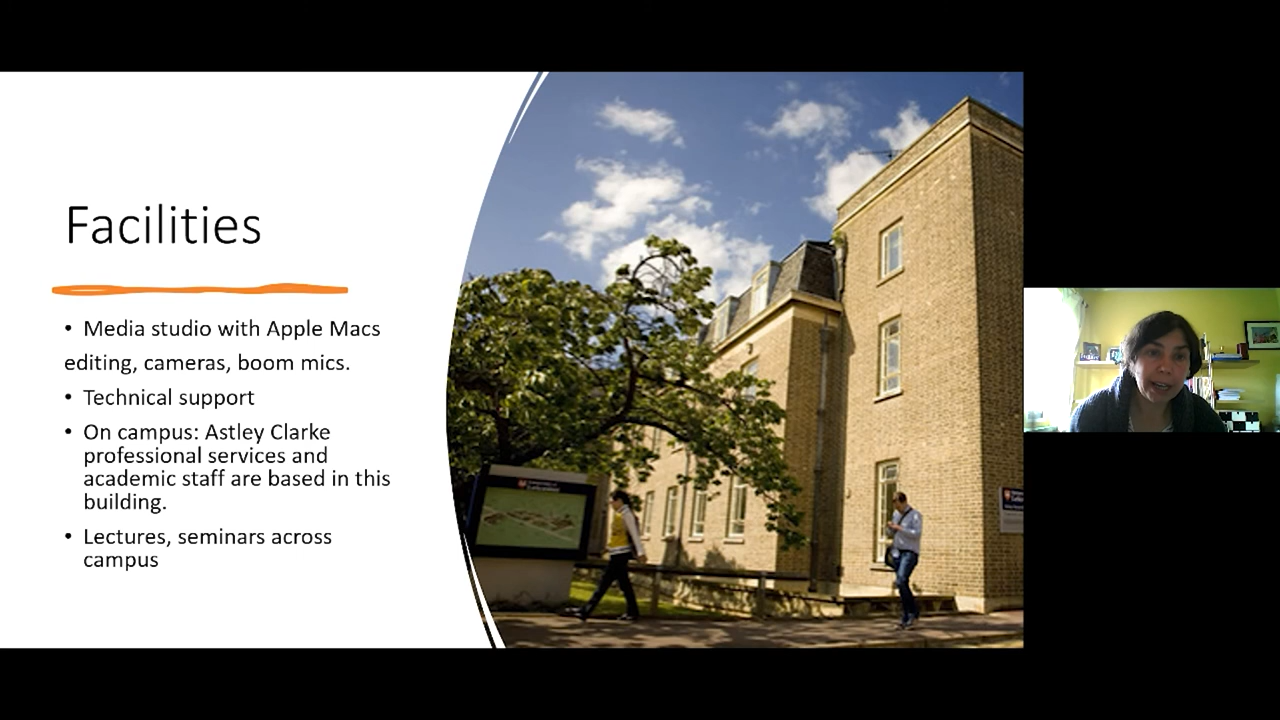 Facilities
• Media studio with Apple Macs
editing, cameras, boom mics.
• Technical support
• On campus: Astley Clarke
professional services and
academic staff are based in this
building.
• Lectures, seminars across
campus